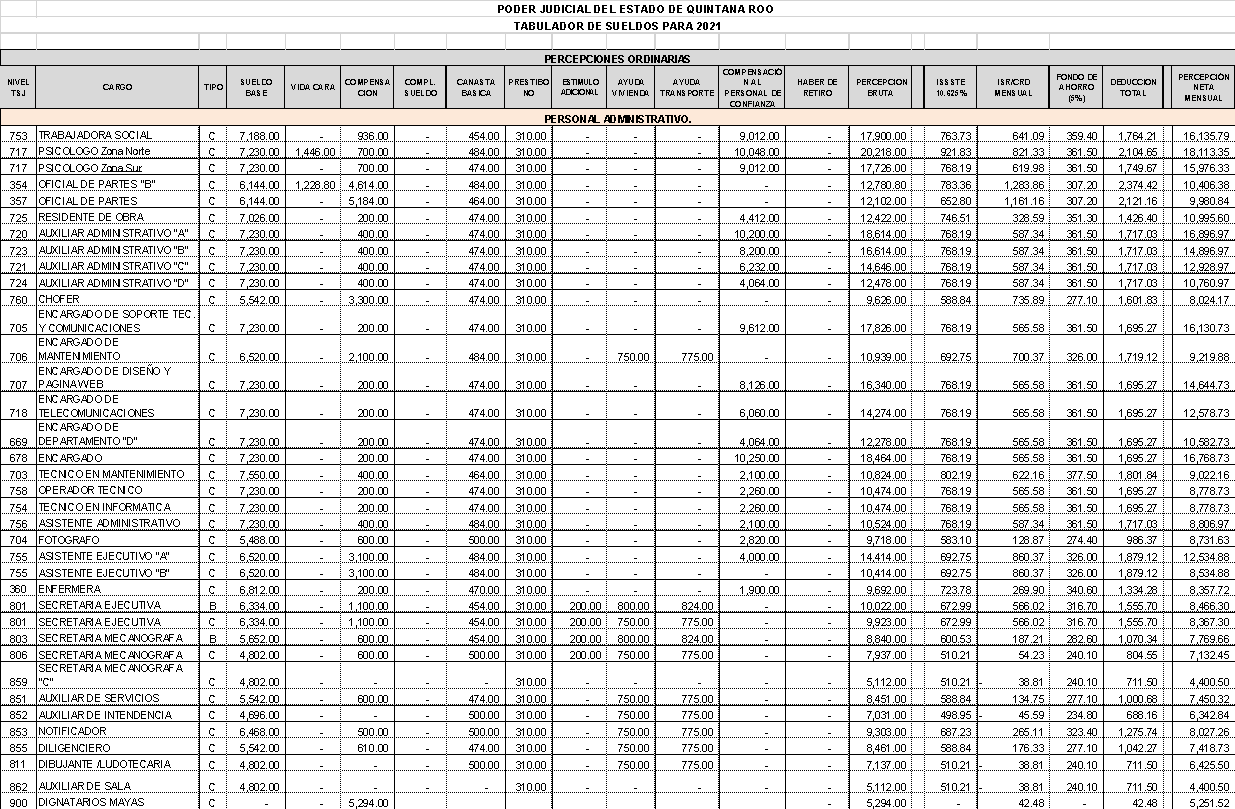 PODER JUDICIAL DEL ESTADO DE QUINTANA ROO
TABULADOR DE SUELDOS PARA 2021
PERCEPCIONES ORDINARIAS
NIVEL TSJ CARGO TIPO SUELDO BASE VIDA CARA COMPENSA CION COMPL. SUELDO CANASTA BASICA PRESTIBO NO ESTIMULO ADICIONAL AYUDA VIVIENDA AYUDA TRANSPORTE COMPENSACIÓ N AL PERSONAL DE CONFIANZA HABER DE RETIRO PERCEPCION BRUTA ISSSTE 10.625% ISR/CRD MENSUAL FONDO DE AHORRO (5%) DEDUCCION TOTAL PERCEPCIÓN NETA MENSUAL
PERSONAL ADMINISTRATIVO.
753 TRABAJADORA SOCIAL C 7,188.00 - 936.00 - 454.00 310.00 - - - 9,012.00 - 17,900.00 763.73 641.09 359.40 1,764.21 16,135.79
717 PSICOLOGO Zona Norte C 7,230.00 1,446.00 700.00 - 484.00 310.00 - - - 10,048.00 - 20,218.00 921.83 821.33 361.50 2,104.65 18,113.35
717 PSICOLOGO Zona Sur C 7,230.00 - 700.00 - 474.00 310.00 - - - 9,012.00 - 17,726.00 768.19 619.98 361.50 1,749.67 15,976.33
354 OFICIAL DE PARTES "B" C 6,144.00 1,228.80 4,614.00 - 484.00 310.00 - - - - - 12,780.80 783.36 1,283.86 307.20 2,374.42 10,406.38
357 OFICIAL DE PARTES C 6,144.00 - 5,184.00 - 464.00 310.00 - - - - - 12,102.00 652.80 1,161.16 307.20 2,121.16 9,980.84
725 RESIDENTE DE OBRA C 7,026.00 - 200.00 - 474.00 310.00 - - - 4,412.00 - 12,422.00 746.51 328.59 351.30 1,426.40 10,995.60
720 AUXILIAR ADMINISTRATIVO "A" C 7,230.00 - 400.00 - 474.00 310.00 - - - 10,200.00 - 18,614.00 768.19 587.34 361.50 1,717.03 16,896.97
723 AUXILIAR ADMINISTRATIVO "B" C 7,230.00 - 400.00 - 474.00 310.00 - - - 8,200.00 - 16,614.00 768.19 587.34 361.50 1,717.03 14,896.97
721 AUXILIAR ADMINISTRATIVO "C" C 7,230.00 - 400.00 - 474.00 310.00 - - - 6,232.00 - 14,646.00 768.19 587.34 361.50 1,717.03 12,928.97
724 AUXILIAR ADMINISTRATIVO "D" C 7,230.00 - 400.00 - 474.00 310.00 - - - 4,064.00 - 12,478.00 768.19 587.34 361.50 1,717.03 10,760.97
760 CHOFER C 5,542.00 - 3,300.00 - 474.00 310.00 - - - - - 9,626.00 588.84 735.89 277.10 1,601.83 8,024.17
ENCARGADO DE SOPORTE TEC.
705 Y COMUNICACIONES C 7,230.00 - 200.00 - 474.00 310.00 - - - 9,612.00 - 17,826.00 768.19 565.58 361.50 1,695.27 16,130.73
ENCARGADO DE
706 MANTENIMIENTO C 6,520.00 - 2,100.00 - 484.00 310.00 - 750.00 775.00 - - 10,939.00 692.75 700.37 326.00 1,719.12 9,219.88
ENCARGADO DE DISEÑO Y
707 PAGINA WEB C 7,230.00 - 200.00 - 474.00 310.00 - - - 8,126.00 - 16,340.00 768.19 565.58 361.50 1,695.27 14,644.73
ENCARGADO DE
718 TELECOMUNICACIONES C 7,230.00 - 200.00 - 474.00 310.00 - - - 6,060.00 - 14,274.00 768.19 565.58 361.50 1,695.27 12,578.73
ENCARGADO DE
669 DEPARTAMENTO "D" C 7,230.00 - 200.00 - 474.00 310.00 - - - 4,064.00 - 12,278.00 768.19 565.58 361.50 1,695.27 10,582.73
678 ENCARGADO C 7,230.00 - 200.00 - 474.00 310.00 - - - 10,250.00 - 18,464.00 768.19 565.58 361.50 1,695.27 16,768.73
703 TECNICO EN MANTENIMIENTO C 7,550.00 - 400.00 - 464.00 310.00 - - - 2,100.00 - 10,824.00 802.19 622.16 377.50 1,801.84 9,022.16
758 OPERADOR TECNICO C 7,230.00 - 200.00 - 474.00 310.00 - - - 2,260.00 - 10,474.00 768.19 565.58 361.50 1,695.27 8,778.73
754 TECNICO EN INFORMATICA C 7,230.00 - 200.00 - 474.00 310.00 - - - 2,260.00 - 10,474.00 768.19 565.58 361.50 1,695.27 8,778.73
756 ASISTENTE ADMINISTRATIVO C 7,230.00 - 400.00 - 484.00 310.00 - - - 2,100.00 - 10,524.00 768.19 587.34 361.50 1,717.03 8,806.97
704 FOTOGRAFO C 5,488.00 - 600.00 - 500.00 310.00 - - - 2,820.00 - 9,718.00 583.10 128.87 274.40 986.37 8,731.63
755 ASISTENTE EJECUTIVO "A" C 6,520.00 - 3,100.00 - 484.00 310.00 - - - 4,000.00 - 14,414.00 692.75 860.37 326.00 1,879.12 12,534.88
755 ASISTENTE EJECUTIVO "B" C 6,520.00 - 3,100.00 - 484.00 310.00 - - - - - 10,414.00 692.75 860.37 326.00 1,879.12 8,534.88
360 ENFERMERA C 6,812.00 - 200.00 - 470.00 310.00 - - - 1,900.00 - 9,692.00 723.78 269.90 340.60 1,334.28 8,357.72
801 SECRETARIA EJECUTIVA B 6,334.00 - 1,100.00 - 454.00 310.00 200.00 800.00 824.00 - - 10,022.00 672.99 566.02 316.70 1,555.70 8,466.30
801 SECRETARIA EJECUTIVA C 6,334.00 - 1,100.00 - 454.00 310.00 200.00 750.00 775.00 - - 9,923.00 672.99 566.02 316.70 1,555.70 8,367.30
803 SECRETARIA MECANOGRAFA B 5,652.00 - 600.00 - 454.00 310.00 200.00 800.00 824.00 - - 8,840.00 600.53 187.21 282.60 1,070.34 7,769.66
806 SECRETARIA MECANOGRAFA C 4,802.00 - 600.00 - 500.00 310.00 200.00 750.00 775.00 - - 7,937.00 510.21 54.23 240.10 804.55 7,132.45
SECRETARIA MECANOGRAFA
859 "C" C 4,802.00 - - - - 310.00 - - - - - 5,112.00 510.21 - 38.81 240.10 711.50 4,400.50
851 AUXILIAR DE SERVICIOS C 5,542.00 - 600.00 - 474.00 310.00 - 750.00 775.00 - - 8,451.00 588.84 134.75 277.10 1,000.68 7,450.32
852 AUXILIAR DE INTENDENCIA C 4,696.00 - - - 500.00 310.00 - 750.00 775.00 - - 7,031.00 498.95 - 45.59 234.80 688.16 6,342.84
853 NOTIFICADOR C 6,468.00 - 500.00 - 500.00 310.00 - 750.00 775.00 - - 9,303.00 687.23 265.11 323.40 1,275.74 8,027.26
855 DILIGENCIERO C 5,542.00 - 610.00 - 474.00 310.00 - 750.00 775.00 - - 8,461.00 588.84 176.33 277.10 1,042.27 7,418.73
811 DIBUJANTE /LUDOTECARIA C 4,802.00 - - - 500.00 310.00 - 750.00 775.00 - - 7,137.00 510.21 - 38.81 240.10 711.50 6,425.50
862 AUXILIAR DE SALA C 4,802.00 - - - - 310.00 - - - - - 5,112.00 510.21 - 38.81 240.10 711.50 4,400.50
900 DIGNATARIOS MAYAS C - - 5,294.00 - 5,294.00 - 42.48 - 42.48 5,251.52